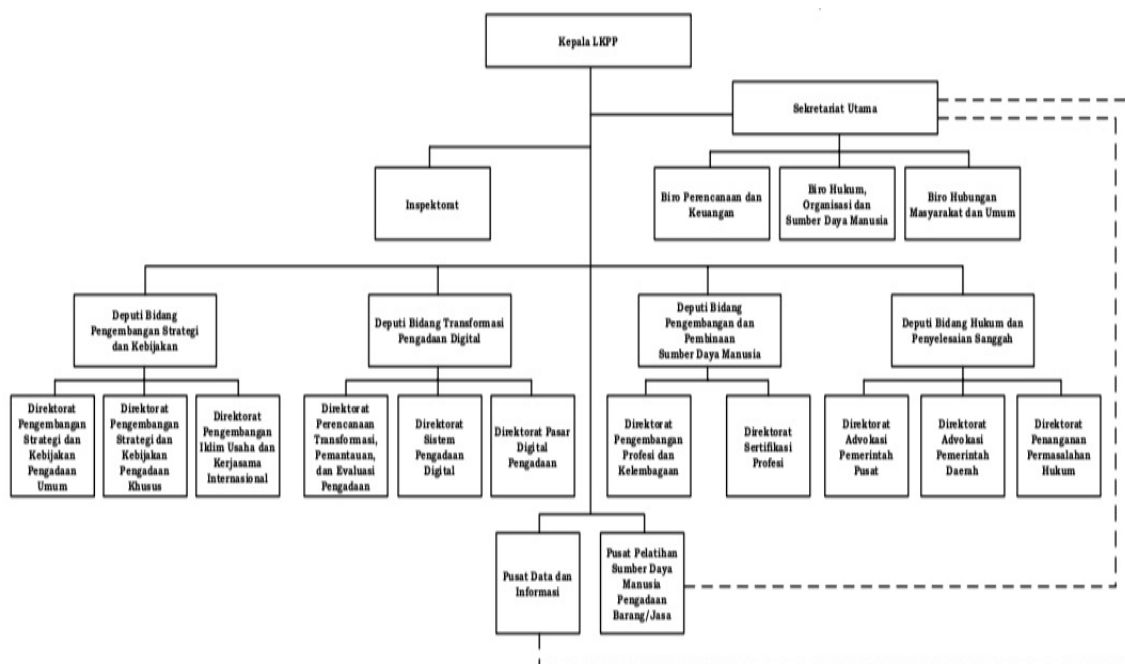 Kepala LKPP
Sekretariat Utama
Inspektorat
Biro Perencanaan dan
Keuangan
Biro Hukum,
Organisasi dan
Sumber Daya Manusia
Biro Hubungan
Masyarakat dan Umum
Deputi Bidang
Pengembangan Strategi
dan Kebijakan
Deputi Bidang Transformasi
Pengadaan Digital
Deputi Bidang
Pengembangan dan
Pembinaan
Sumber Daya Manusia
Deputi Bidang Hukum dan
Penyelesaian Sanggah
Direktorat
Pengembangan
Strategi dan
Kebijakan
Pengadaan
Umum
Direktorat
Pengembangan
Strategi dan
Kebijakan
Pengadaan
Khusus
Direktorat
Pengembangan
Iklim Usaha dan
Kerjasama
Internasional
Direktorat
Perencanaan
Transformasi,
Pemantauan,
dan Evaluasi
Pengadaan
Direktorat
Sistem
Pengadaan
Digital
Direktorat Pasar
Digital
Pengadaan
Direktorat
Pengembangan
Profesi dan
Kelembagaan
Direktorat
Sertifikasi
Profesi
Direktorat
Advokasi
Pemerintah
Pusat
Direktorat
Advokasi
Pemerintah
Daerah
Direktorat
Penanganan
Permasalahan
Hukum
Pusat Data dan
Informasi
Pusat Pelatihan
Sumber Daya
Manusia
Pengadaan
Barang/Jasa